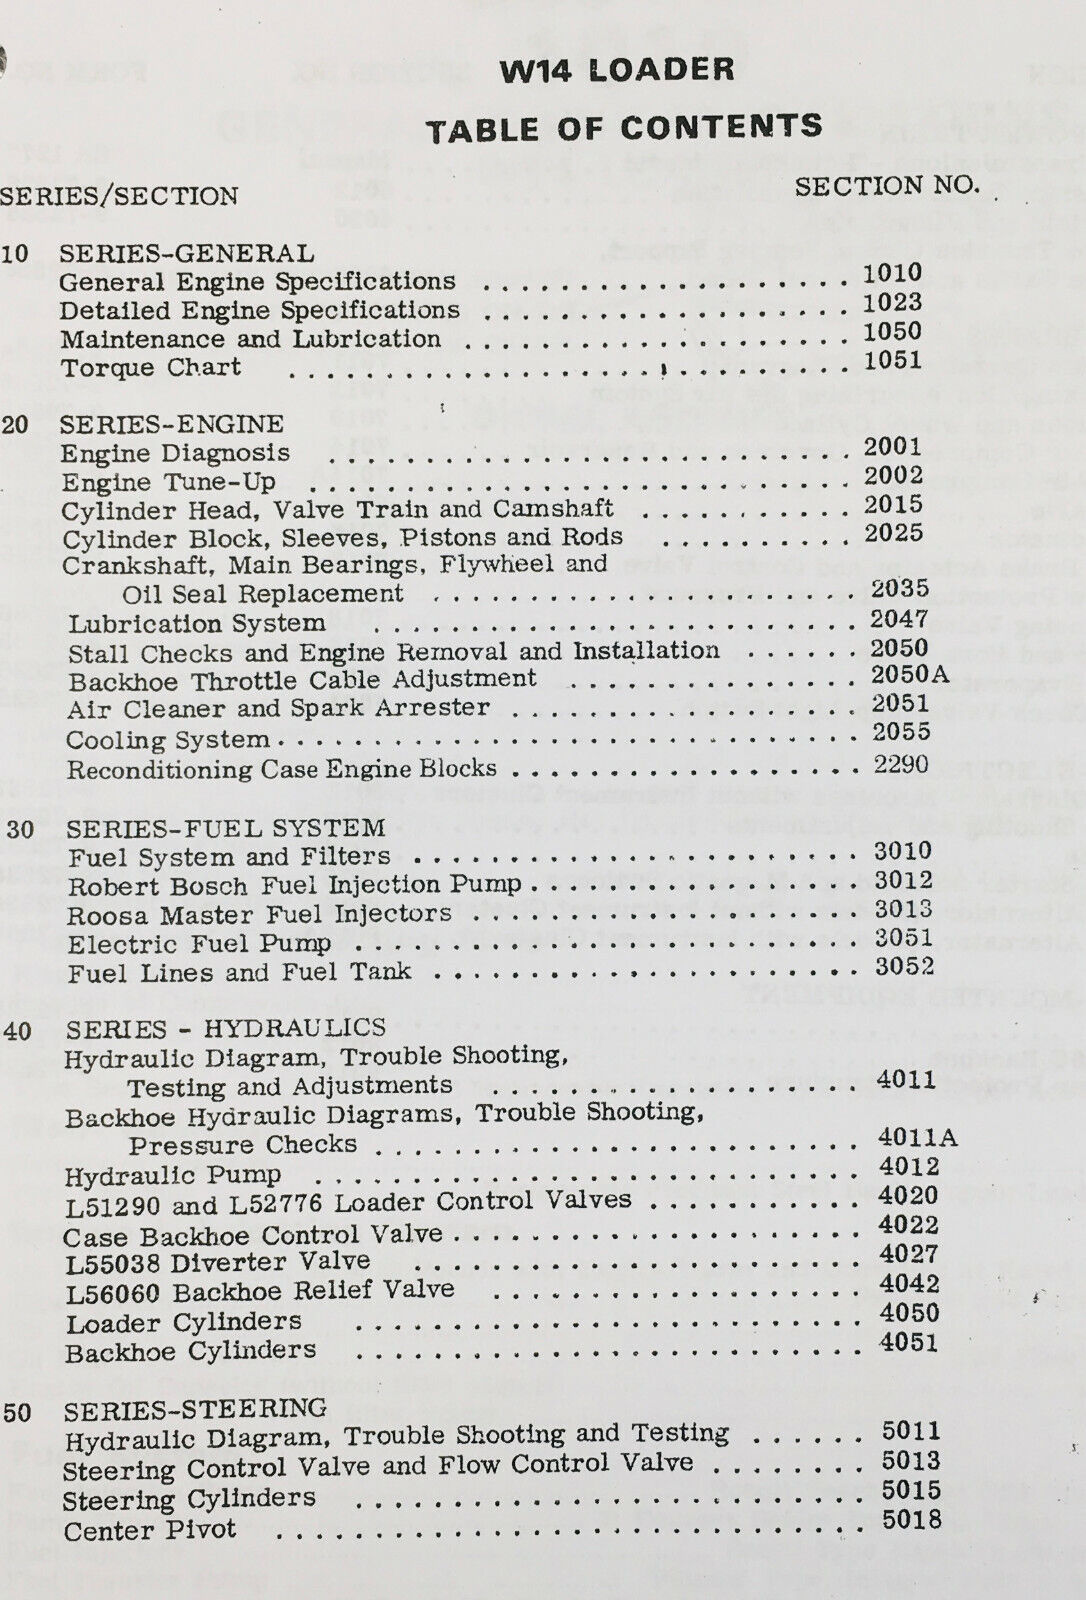 W14 LOADER
TABLE OF CONTENTS
SERIES/SECTION SECTION NO.
10 SERIES-GENERAL
General Engine Specifications . . . . . . . . . . . . . . . . . . . . 1010
Detailed Engine Specifications . . . . . . . . . . . . . . . . . . . 1023
Maintenance and Lubrication . . . . . . . . . . . . . . . . . . . . 1050
Torque Chart . . . . . . . . . . . . . . . . . . . . . . . . . . . . . 1051
20 SERIES-ENGINE
Engine Diagnosis . . . . . . . . . . . . . . . . . . . . . . . . . . . 2001
Engine Tune-Up . . . . . . . . . . . . . . . . . . . . . . . . . . . . 2002
Cylinder Head, Valve Train and Camshaft . . . . . . . . . . . 2015
Cylinder Block, Sleeves, Pistons and Rods . . . . . . . . . . 2025
Crankshaft, Main Bearings, Flywheel and
Oil Seal Replacement . . . . . . . . . . . . . . . . . . . . . . 2035
Lubrication System . . . . . . . . . . . . . . . . . . . . . . . . . 2047
Stall Checks and Engine Removal and Installation . . . . . . 2050
Backhoe Throttle Cable Adjustment . . . . . . . . . . . . . . . 2050A
Air Cleaner and Spark Arrester . . . . . . . . . . . . . . . . . . 2051
Cooling System . . . . . . . . . . . . . . . . . . . . . . . . . . . . . . 2055
Reconditioning Case Engine Blocks . . . . . . . . . . . . . . . . . . 2290
30 SERIES-FUEL SYSTEM
Fuel System and Filters . . . . . . . . . . . . . . . . . . . . . . . 3010
Robert Bosch Fuel Injection Pump . . . . . . . . . . . . . . . . . 3012
Roosa Master Fuel Injectors . . . . . . . . . . . . . . . . . . . . . 3013
Electric Fuel Pump . . . . . . . . . . . . . . . . . . . . . . . . . . 3051
Fuel Lines and Fuel Tank . . . . . . . . . . . . . . . . . . . . . . 3052
40 SERIES - HYDRAULICS
Hydraulic Diagram, Trouble Shooting,
Testing and Adjustments . . . . . . . . . . . . . . . . . . . . 4011
Backhoe Hydraulic Diagrams, Trouble Shooting,
Pressure Checks . . . . . . . . . . . . . . . . . . . . . . . . . 4011A
Hydraulic Pump . . . . . . . . . . . . . . . . . . . . . . . . . . . . 4012
L51290 and L52776 Loader Control Valves . . . . . . . . . . . 4020
Case Backhoe Control Valve . . . . . . . . . . . . . . . . . . . . . 4022
L55038 Diverter Valve . . . . . . . . . . . . . . . . . . . . . . . 4027
L56060 Backhoe Relief Valve . . . . . . . . . . . . . . . . . . . 4042
Loader Cylinders . . . . . . . . . . . . . . . . . . . . . . . . . . 4050
Backhoe Cylinders . . . . . . . . . . . . . . . . . . . . . . . . . . 4051
50 SERIES-STEERING
Hydraulic Diagram, Trouble Shooting and Testing . . . . . . 5011
Steering Control Valve and Flow Control Valve . . . . . . . . 5013
Steering Cylinders . . . . . . . . . . . . . . . . . . . . . . . . . . 5015
Center Pivot . . . . . . . . . . . . . . . . . . . . . . . . . . . . . . 5018